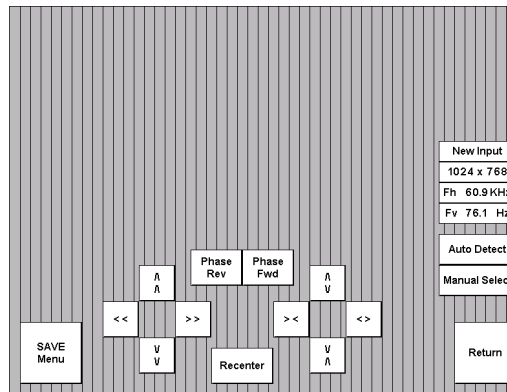 New Input
1024 x 768
Fh 60.9 KHz
Fv 76.1 Hz
Auto Detect
Manual Selec
Phase Rev
Phase Fwd
Λ
Λ
Λ
V
<<
>>
><
<>
V
V
V
Λ
SAVE
Menu
Recenter
Return